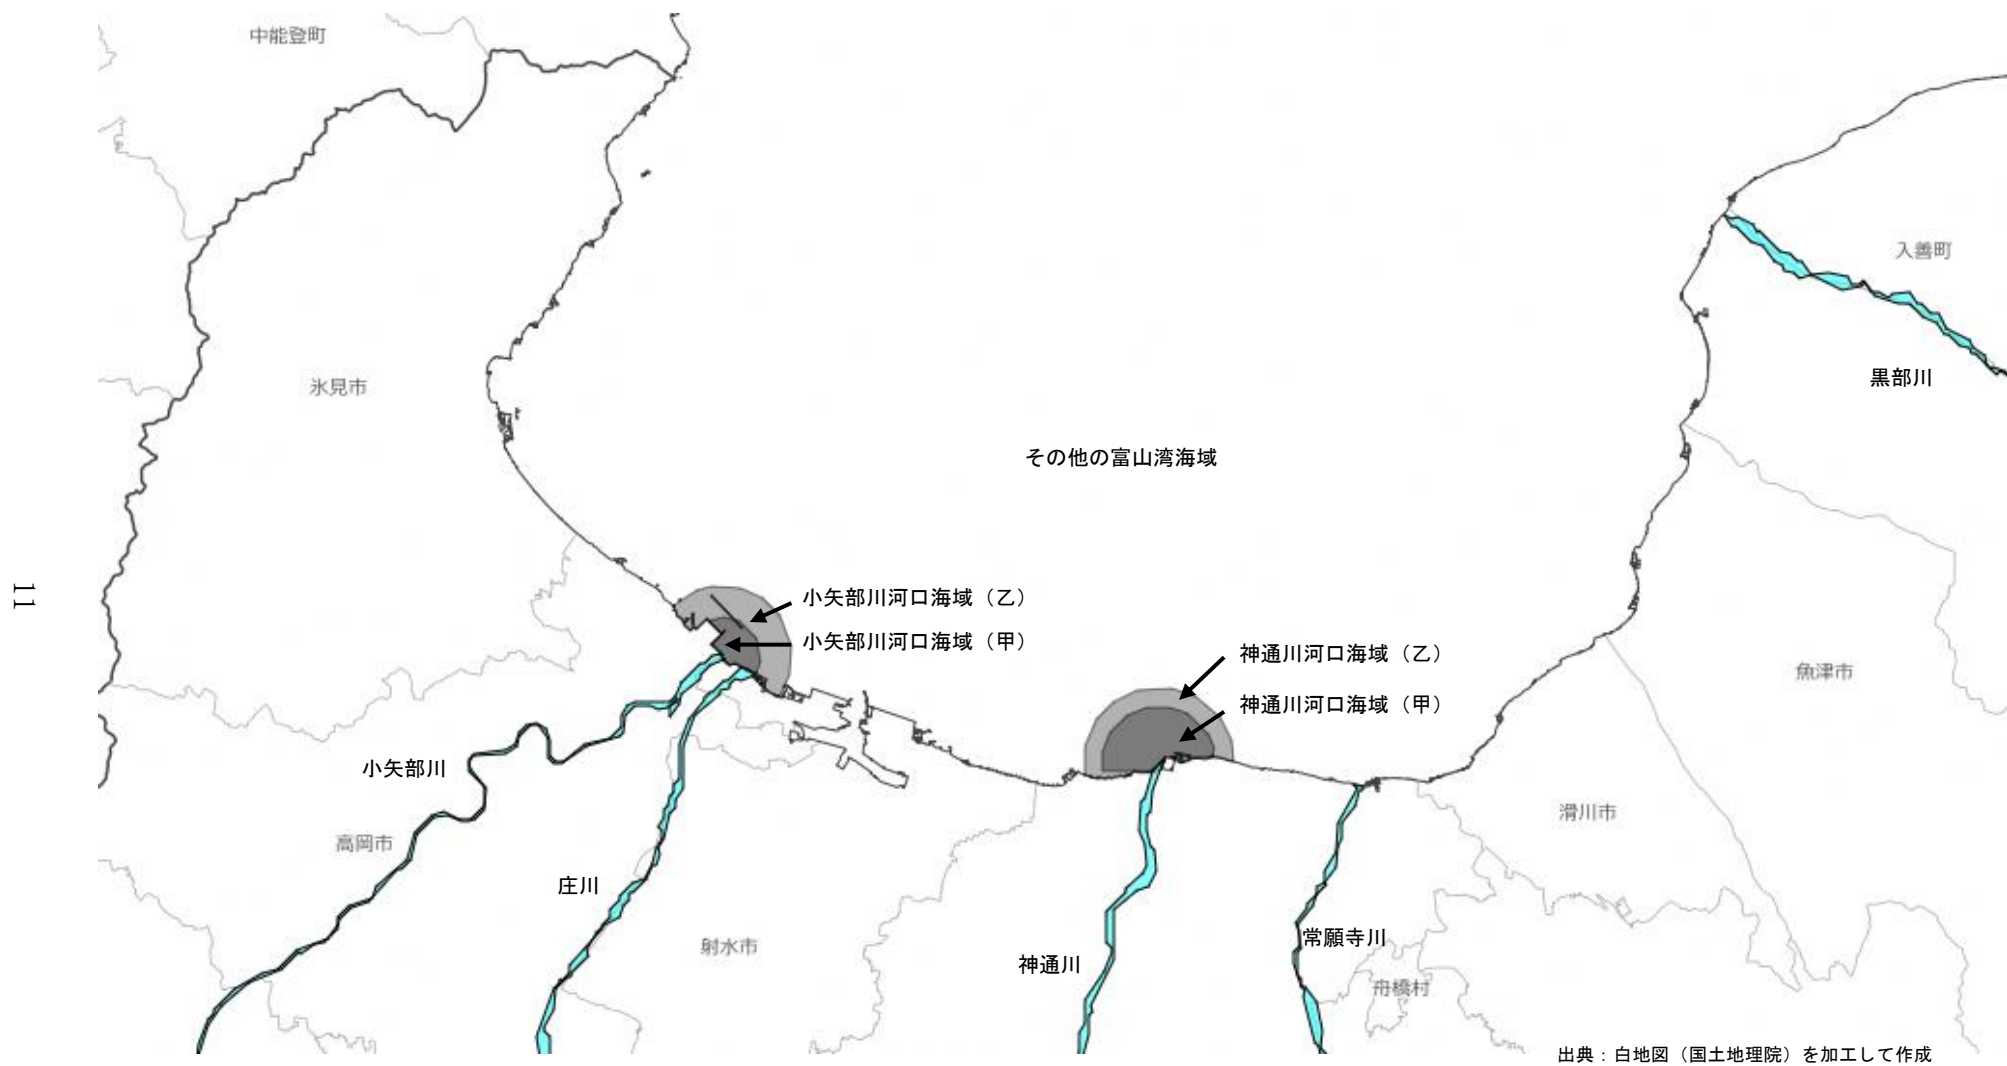 中能登町
入善町
黒部川
氷見市
その他の富山湾海域
11
小矢部川河口海域（乙）
小矢部川河口海域（甲）
神通川河口海域（乙）
神通川河口海域（甲）
魚津市
小矢部川
滑川市
高岡市
庄川
射水市
常願寺川
神通川
舟橋村
出典：白地図（国土地理院）を加工して作成